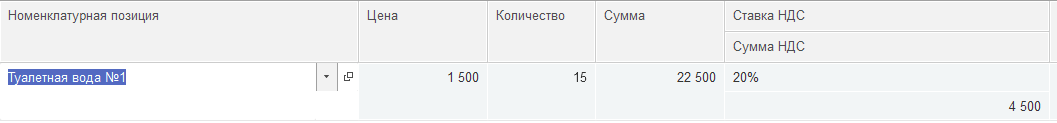 Номенклатурная позиция Цена Количество Сумма Ставка НДС
Сумма НДС
Туалетная вода №1 1 500 15 22 500 20%
4 500